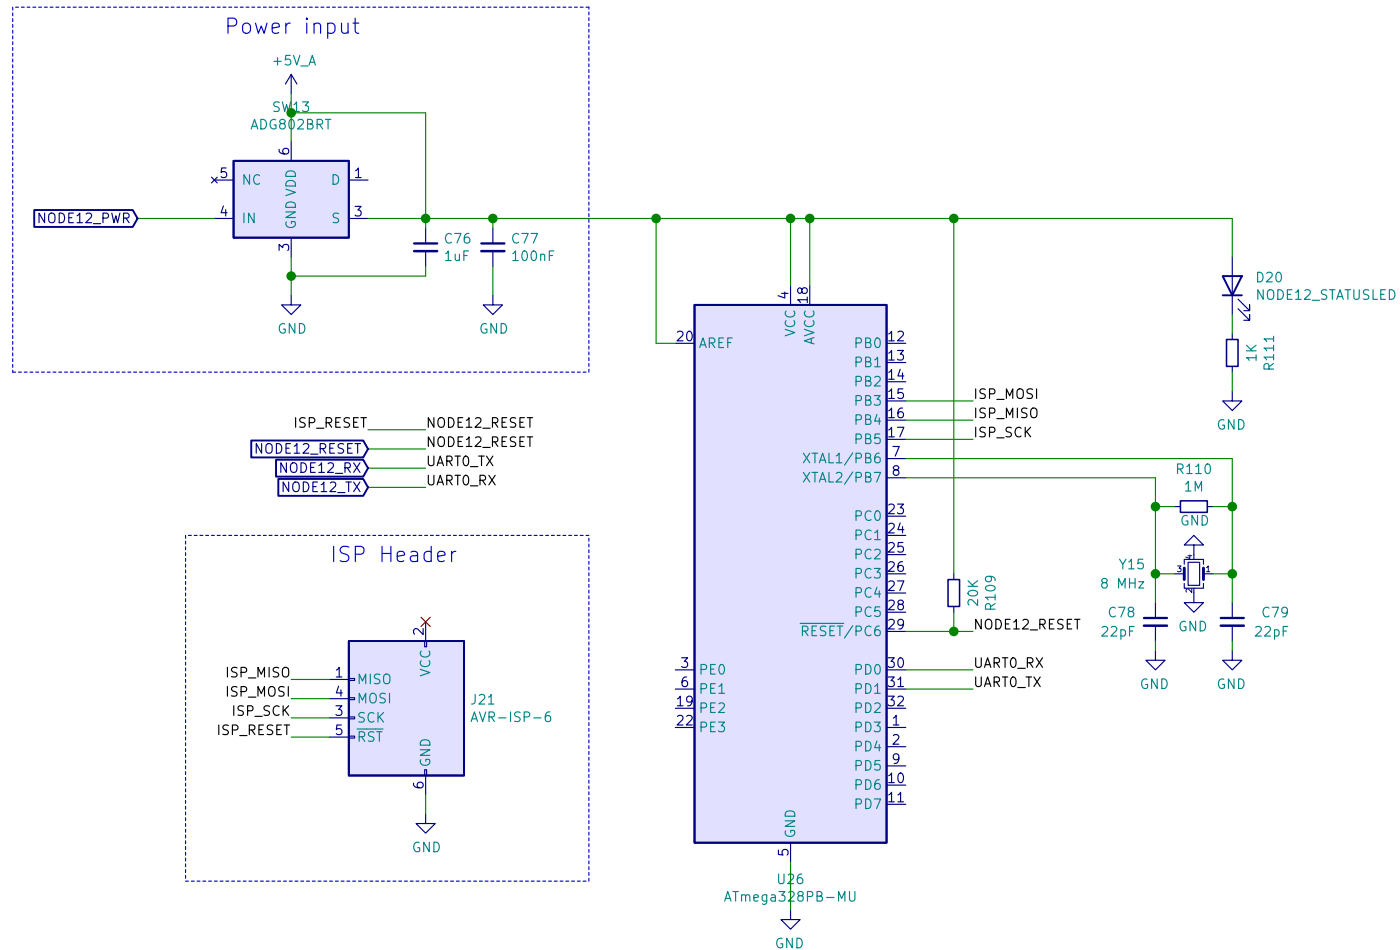 Power input
+5V_A
SW13
ADG802BRT
6
5
NC
VDD
D
1
NODE12_PWR
4
IN
GND
S
3
3
C76
1uF
C77
100nF
GND
GND
D20
NODE12_STATUSLED
1K
R111
GND
ISP_RESET
NODE12_RESET
NODE12_RESET
NODE12_RESET
NODE12_RX
UART0_TX
NODE12_TX
UART0_RX
4
18
VCC
AVCC
20
AREF
PB0
12
PB1
13
PB2
14
PB3
15
ISP_MOSI
PB4
16
ISP_MISO
PB5
17
ISP_SCK
XTAL1/PB6
7
XTAL2/PB7
8
PC0
23
PC1
24
PC2
25
PC3
26
PC4
27
PC5
28
RESET/PC6
29
NODE12_RESET
20K
R109
3
PE0
6
PE1
19
PE2
22
PE3
PD0
30
UART0_RX
PD1
31
UART0_TX
PD2
32
PD3
1
PD4
2
PD5
9
PD6
10
PD7
11
GND
5
U26
ATmega328PB-MU
GND
R110
1M
GND
Y15
8 MHz
4
3
1
2
GND
C78
22pF
C79
22pF
GND
GND
ISP Header
2
VCC
ISP_MISO
1
MISO
ISP_MOSI
4
MOSI
ISP_SCK
3
SCK
ISP_RESET
5
RST
GND
6
J21
AVR-ISP-6
GND